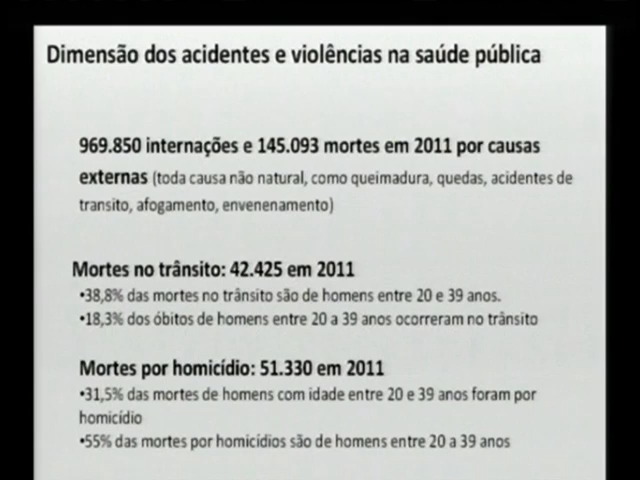 Dimensão dos acidentes e violências na saúde pública
969.850 internações e 145.093 mortes em 2011 por causas
externas (toda causa não natural, como queimadura, quedas, acidentes de
transito, afogamento, envenenamento)
Mortes no trânsito: 42.425 em 2011
•38,8% das mortes no trânsito são de homens entre 20 e 39 anos.
•18,3% dos óbitos de homens entre 20 a 39 anos ocorreram no trânsito
Mortes por homicídio: 51.330 em 2011
•31,5% das mortes de homens com idade entre 20 e 39 anos foram por
homicídio
•55% das mortes por homicídios são de homens entre 20 a 39 anos